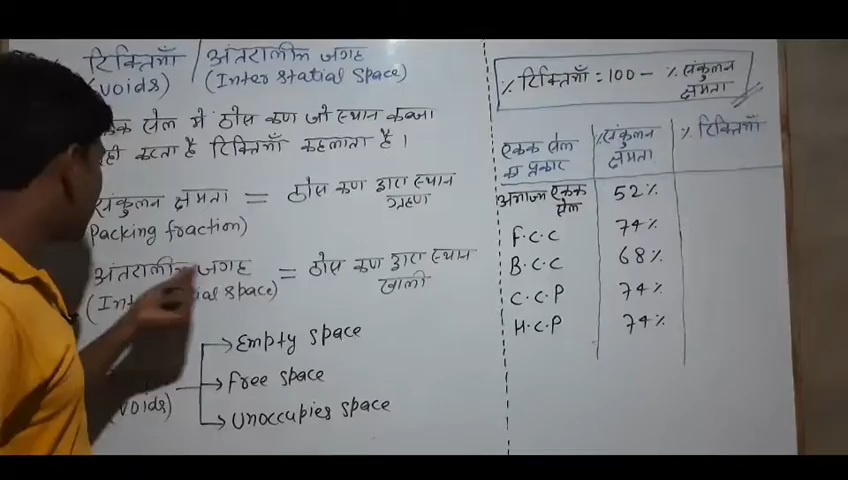 रिक्तियाँ / अंतरालीय जगह
(voids) (Inter statial space)
एकक सेल में ठोस कण जो स्थान कब्जा
नही करता है रिक्तियाँ कहलाता है ।
संकुलन क्षमता = ठोस कण द्वारा स्थान
ग्रहण
Packing fraction)
अंतरालीय जगह = ठोस कण द्वारा स्थान
खाली
space)
Empty space
free space
Unoccupies space
(voids)
% रिक्तियाँ = 100 - % संकुलन
क्षमता
एकक सेल का प्रकार % संकुलन क्षमता % रिक्तियाँ
एकक सेल 52%
F.C.C 74%
B.C.C 68%
C.C.P 74%
H.C.P 74%